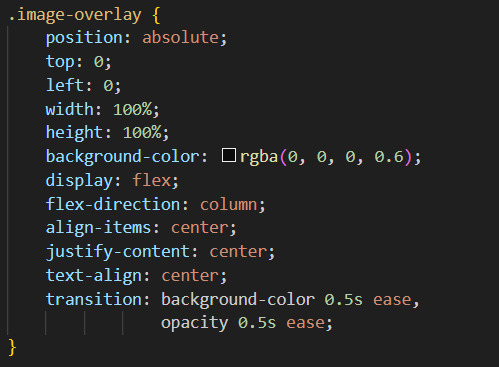 .image-overlay {
    position: absolute;
    top: 0;
    left: 0;
    width: 100%;
    height: 100%;
    background-color: rgba(0, 0, 0, 0.6);
    display: flex;
    flex-direction: column;
    align-items: center;
    justify-content: center;
    text-align: center;
    transition: background-color 0.5s ease,
                opacity 0.5s ease;
}